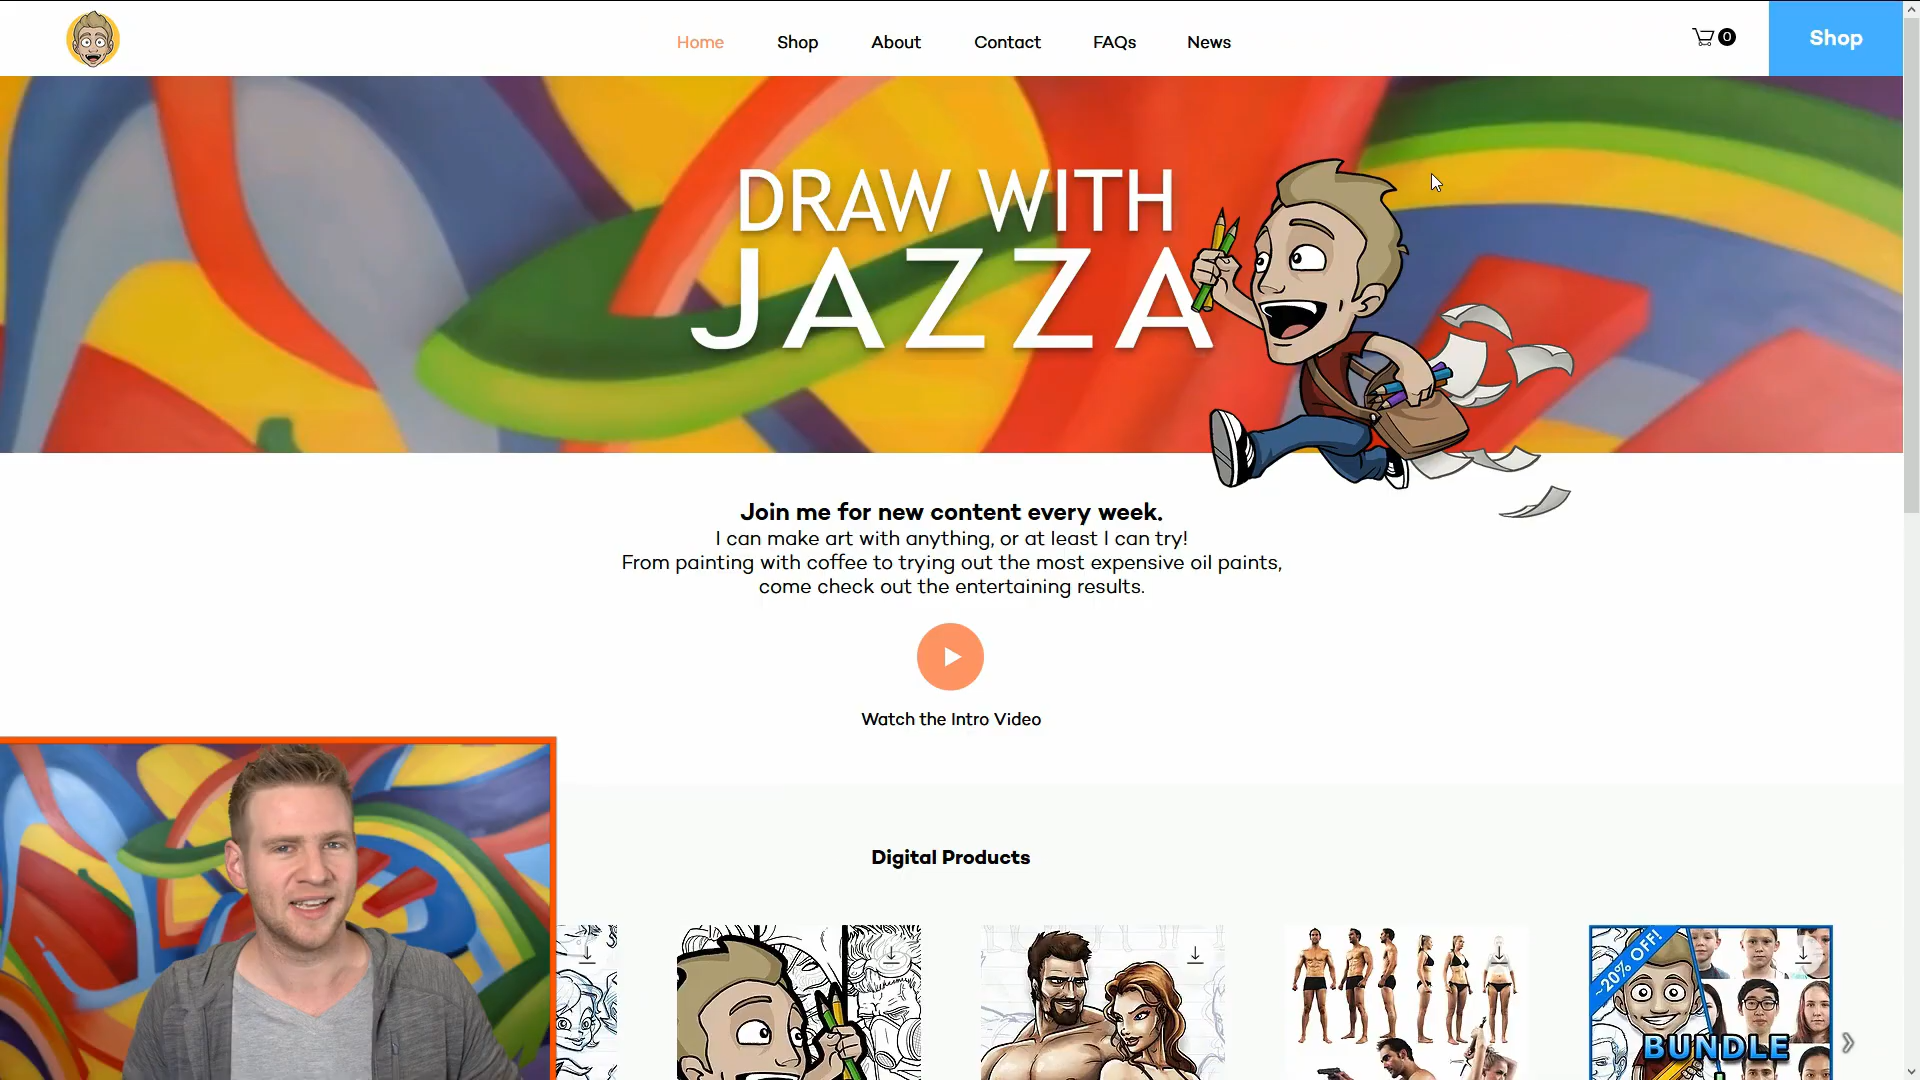 Home
Shop
About
Contact
FAQs
News
0
Shop
DRAW WITH
JAZZA
Join me for new content every week.
I can make art with anything, or at least I can try!
From painting with coffee to trying out the most expensive oil paints,
come check out the entertaining results.
Watch the Intro Video
Digital Products
-20% OFF!
BUNDLE